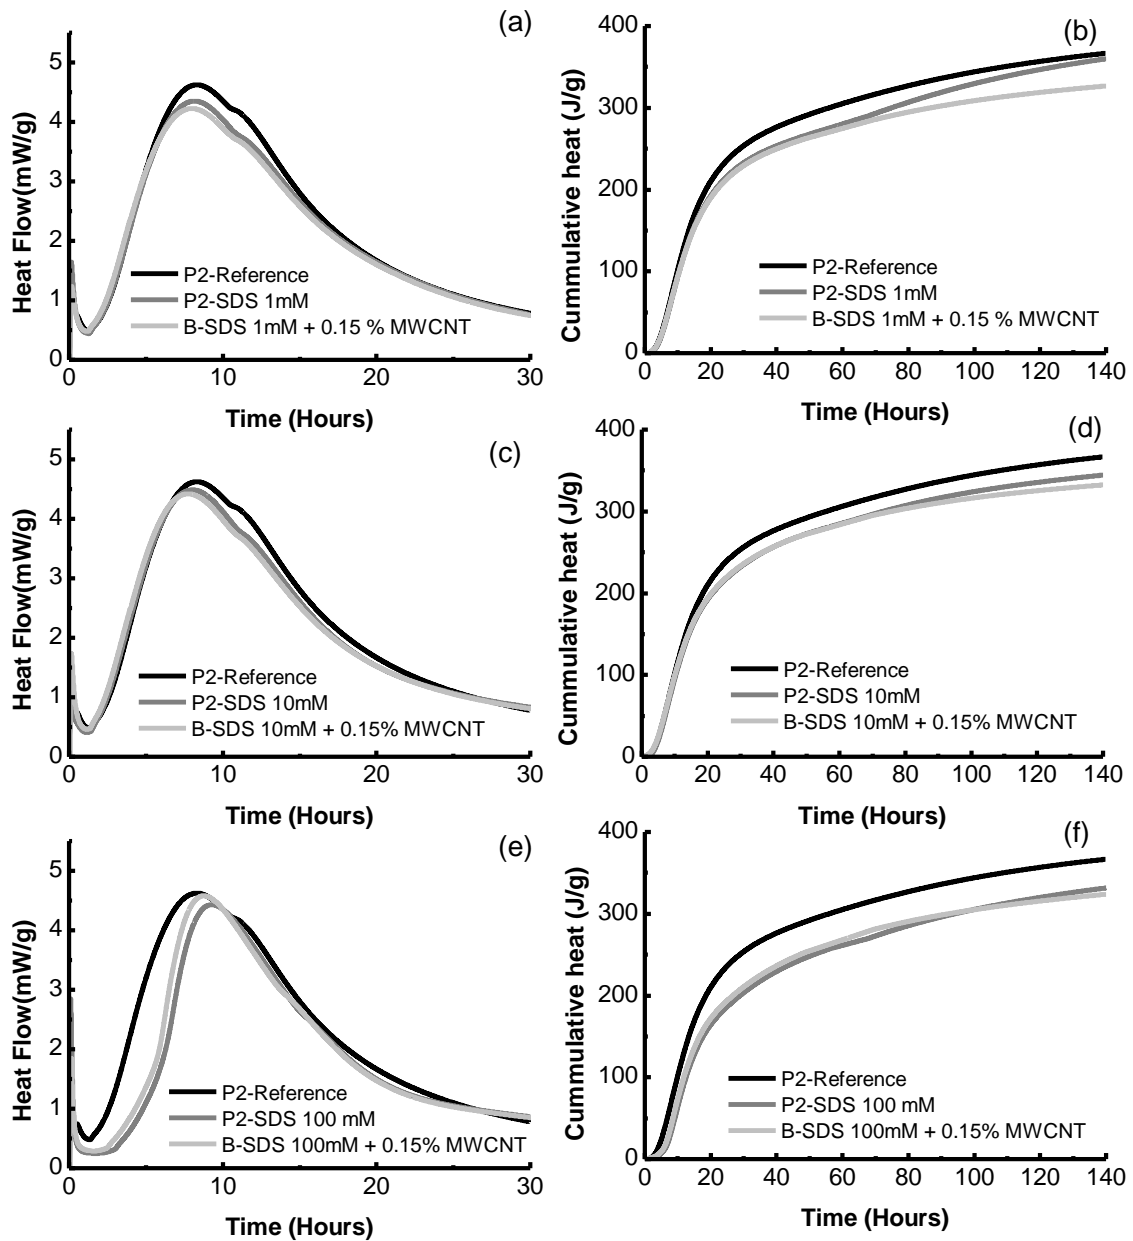 (a)
Heat Flow(mW/g)
5
4
3
2
1
0
P2-Reference
P2-SDS 1mM
B-SDS 1mM + 0.15 % MWCNT
0 10 20 30
Time (Hours)
(b)
Cummulative heat (J/g)
400
300
200
100
0
P2-Reference
P2-SDS 1mM
B-SDS 1mM + 0.15 % MWCNT
0 20 40 60 80 100 120 140
Time (Hours)
(c)
Heat Flow(mW/g)
5
4
3
2
1
0
P2-Reference
P2-SDS 10mM
B-SDS 10mM + 0.15% MWCNT
0 10 20 30
Time (Hours)
(d)
Cummulative heat (J/g)
400
300
200
100
0
P2-Reference
P2-SDS 10mM
B-SDS 10mM + 0.15% MWCNT
0 20 40 60 80 100 120 140
Time (Hours)
(e)
Heat Flow(mW/g)
5
4
3
2
1
0
P2-Reference
P2-SDS 100 mM
B-SDS 100mM + 0.15% MWCNT
0 10 20 30
Time (Hours)
(f)
Cummulative heat (J/g)
400
300
200
100
0
P2-Reference
P2-SDS 100 mM
B-SDS 100mM + 0.15% MWCNT
0 20 40 60 80 100 120 140
Time (Hours)